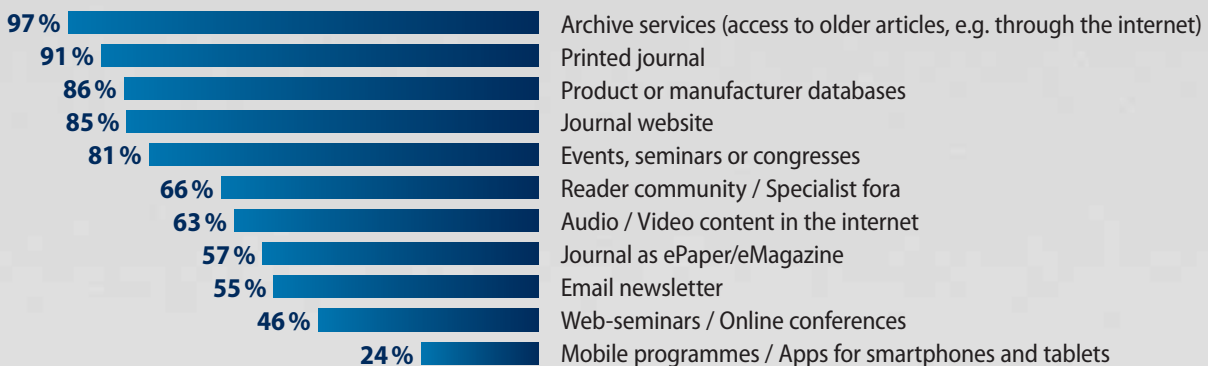 97 % Archive services (access to older articles, e.g. through the internet)
91 % Printed journal
86 % Product or manufacturer databases
85 % Journal website
81 % Events, seminars or congresses
66 % Reader community / Specialist fora
63 % Audio / Video content in the internet
57 % Journal as ePaper/eMagazine
55 % Email newsletter
46 % Web-seminars / Online conferences
24 % Mobile programmes / Apps for smartphones and tablets